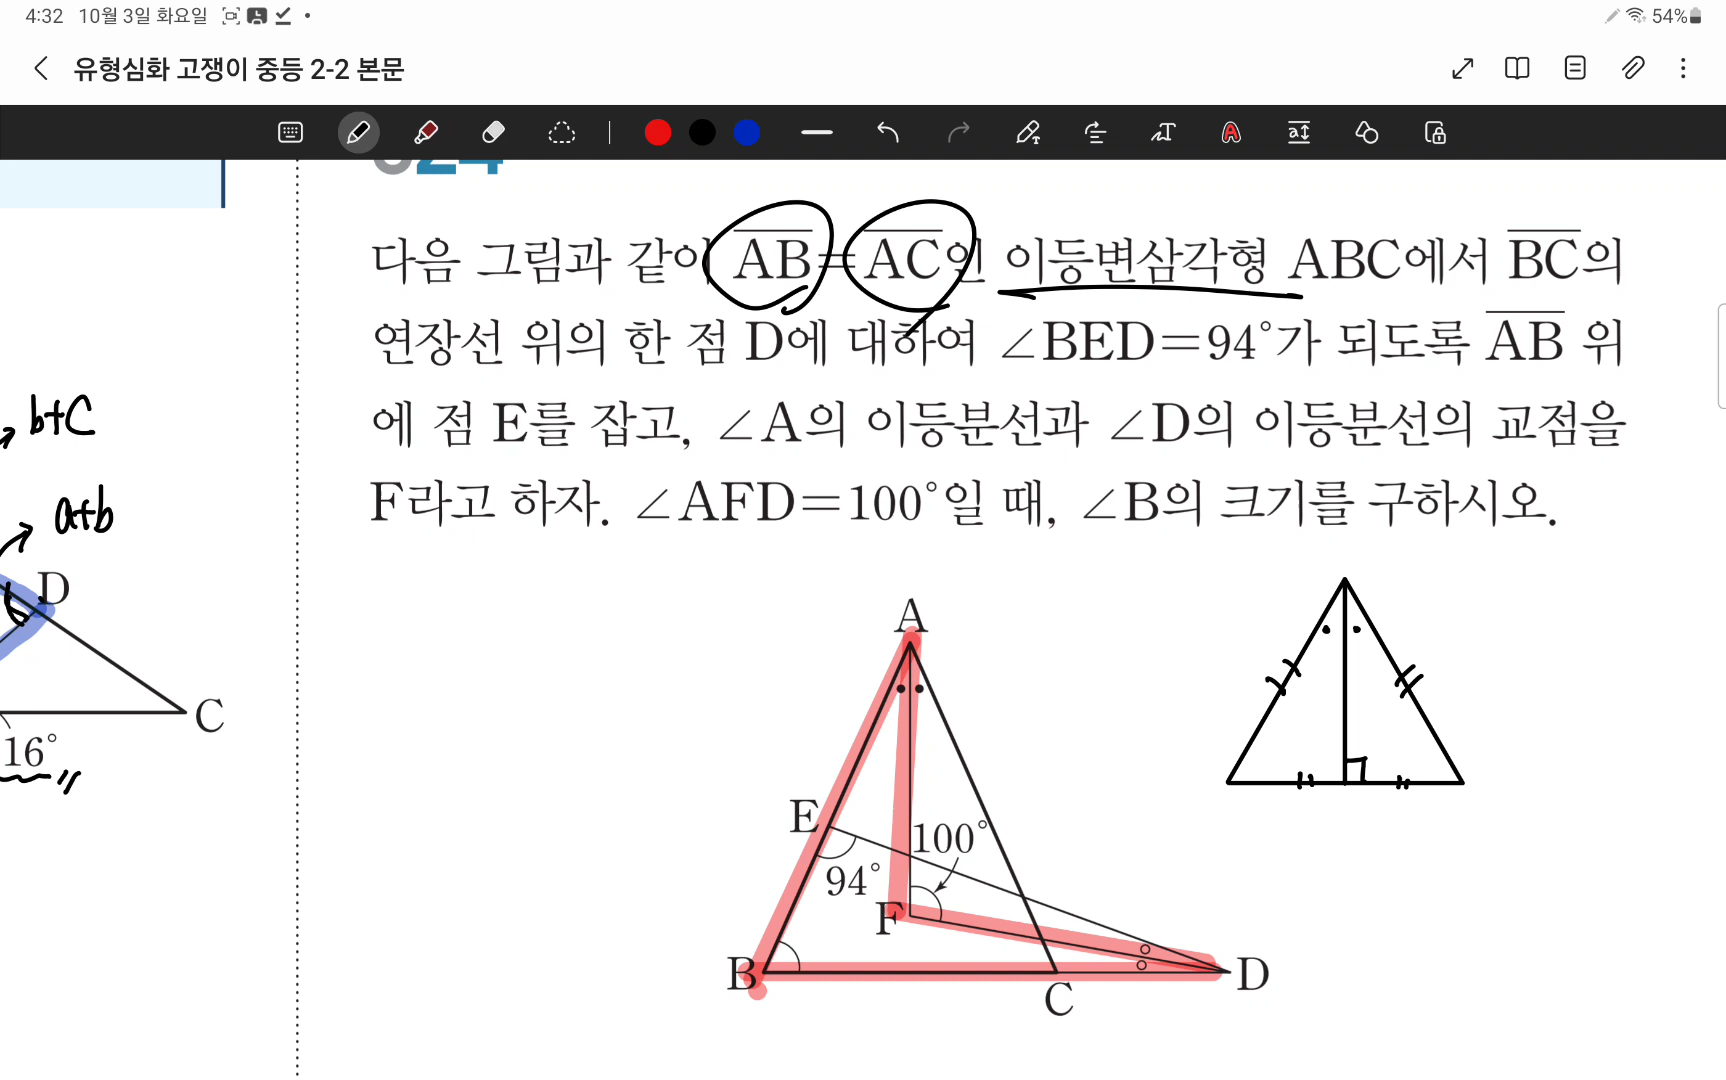 4:32 10월 3일 화요일
54%
유형심화 고쟁이 중등 2-2 본문
다음 그림과 같이 AB=AC인 이등변삼각형 ABC에서 BC의
연장선 위의 한 점 D에 대하여 ∠BED=94°가 되도록 AB 위
에 점 E를 잡고, ∠A의 이등분선과 ∠D의 이등분선의 교점을
F라고 하자. ∠AFD=100°일 때, ∠B의 크기를 구하시오.
b+C
a+b
D
C
16°
A
E
100°
94°
F
B
C
D